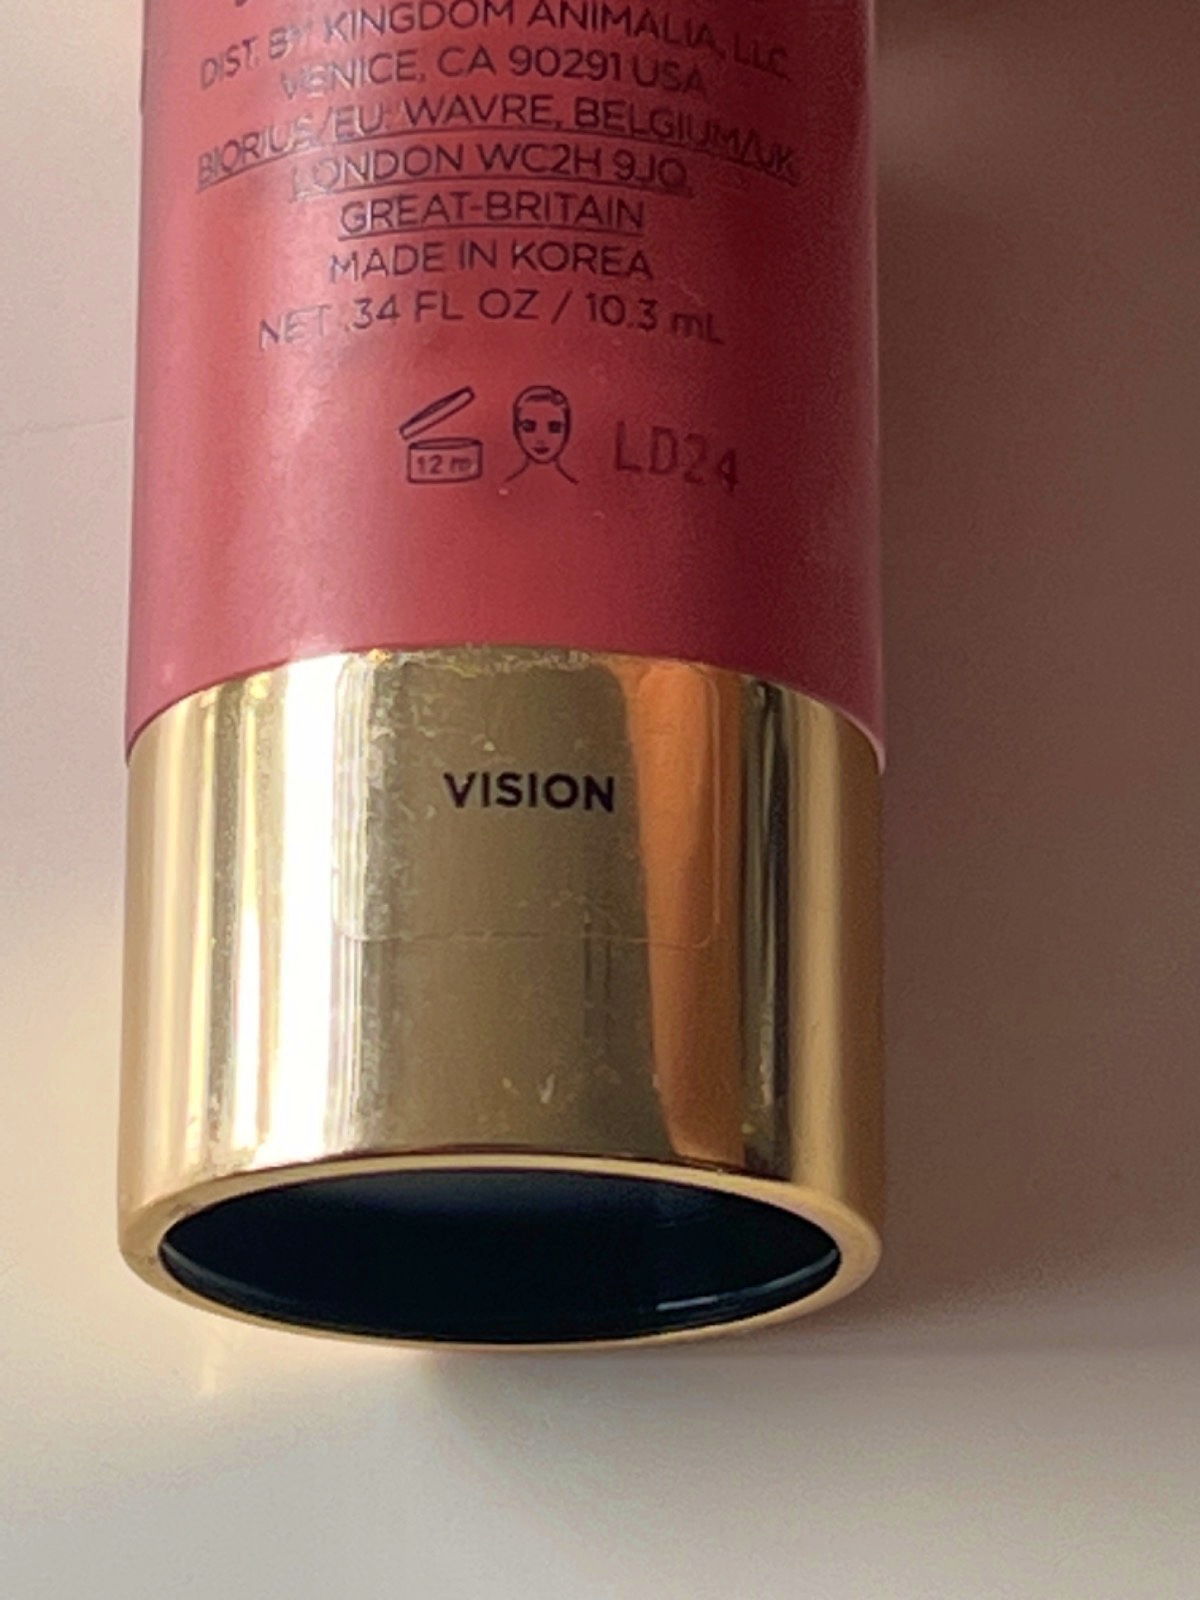 DIST. BY KINGDOM ANIMALIA, LLC
VENICE, CA 90291 USA
BIORIUS/EU: WAVRE, BELGIUM/UK:
LONDON WC2H 9JQ
GREAT-BRITAIN
MADE IN KOREA
NET .34 FL OZ / 10.3 mL
12 m LD24
VISION